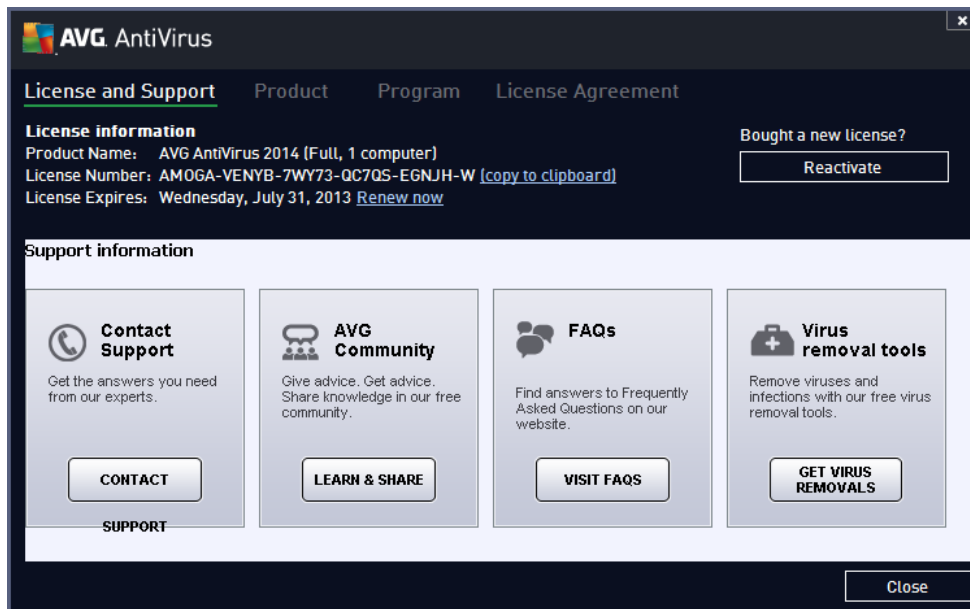 AVG. AntiVirus
License and Support Product Program License Agreement
License information
Product Name: AVG AntiVirus 2014 (Full, 1 computer)
License Number: AMOGA-VENYB-7WY73-QC7QS-EGNJH-W (copy to clipboard)
License Expires: Wednesday, July 31, 2013 Renew now
Bought a new license?
Reactivate
Support information
Contact
Support
Get the answers you need
from our experts.
CONTACT
SUPPORT
AVG
Community
Give advice. Get advice.
Share knowledge in our free
community.
LEARN & SHARE
FAQs
Find answers to Frequently
Asked Questions on our
website.
VISIT FAQS
Virus
removal tools
Remove viruses and
infections with our free virus
removal tools.
GET VIRUS
REMOVALS
Close